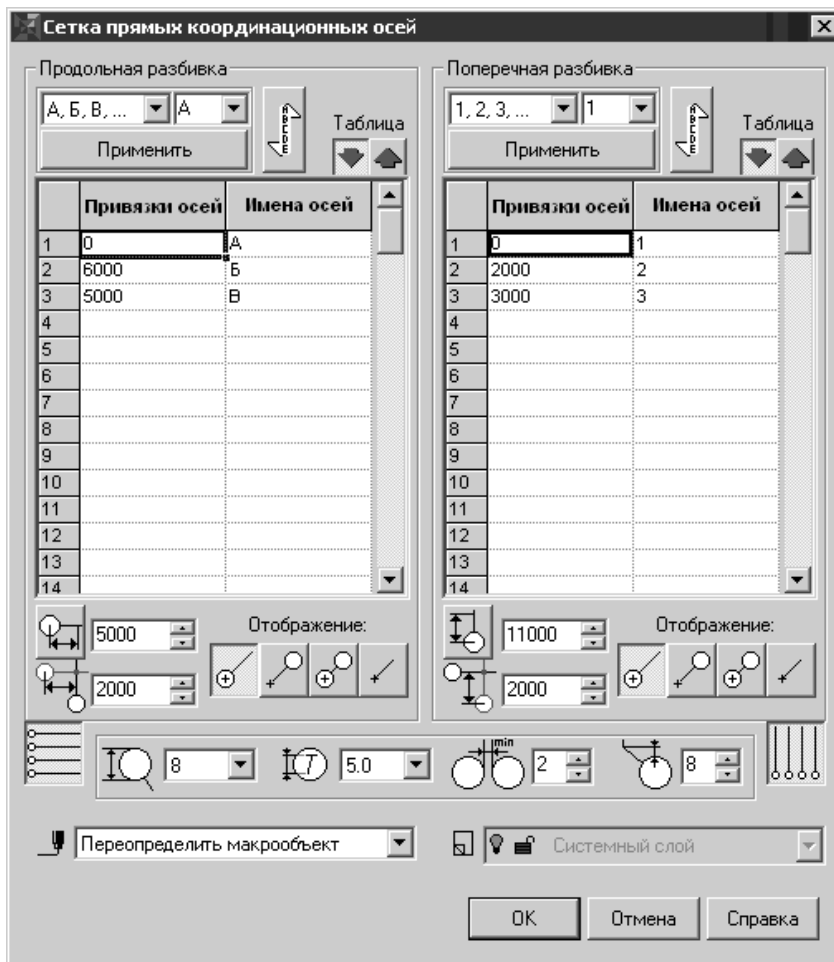 Сетка прямых координационных осей
Продольная разбивка
А, Б, В, ... А
ABCDE
Таблица
Применить
Привязки осей Имена осей
1 0 А
2 6000 Б
3 5000 В
4
5
6
7
8
9
10
11
12
13
14
5000
Отображение:
2000
Поперечная разбивка
1, 2, 3, ... 1
ABCDE
Таблица
Применить
Привязки осей Имена осей
1 0 1
2 2000 2
3 3000 3
4
5
6
7
8
9
10
11
12
13
14
11000
Отображение:
2000
8
T 5.0
min 2
8
Переопределить макрообъект
Системный слой
OK Отмена Справка